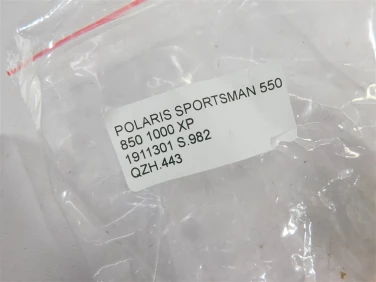 POLARIS SPORTSMAN 550
850 1000 XP
1911301 S.982
QZH.443